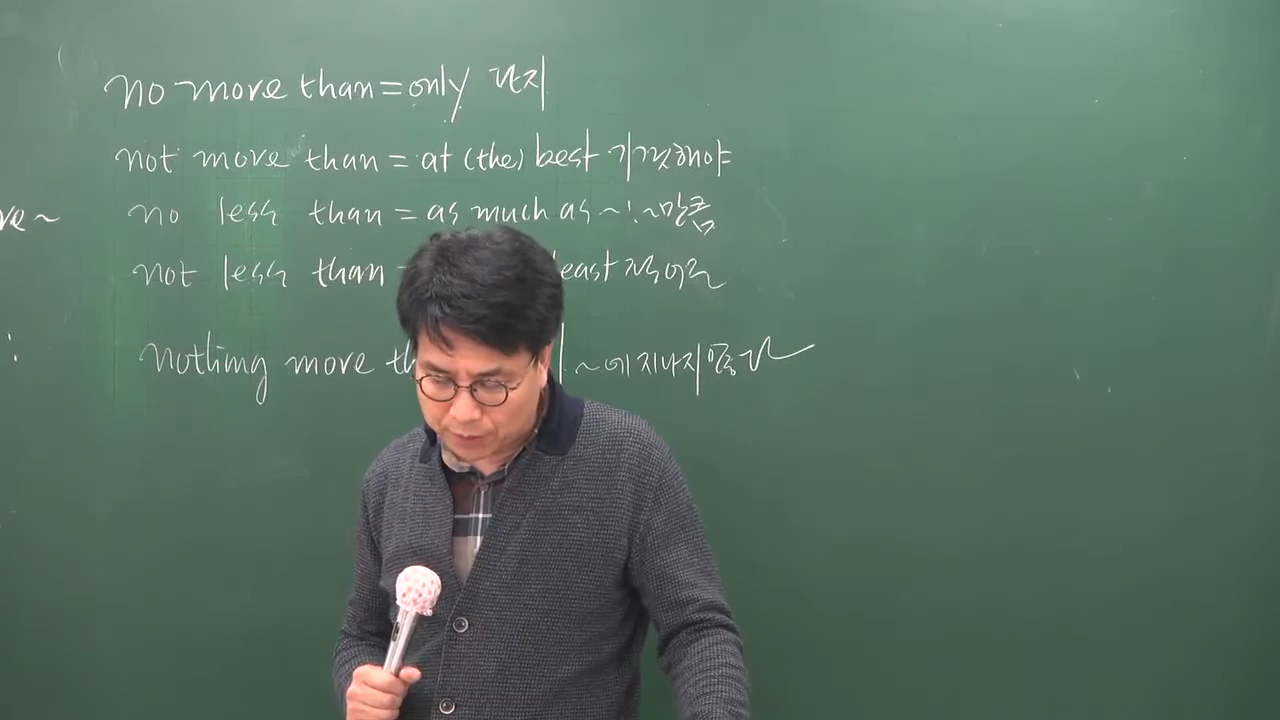 no more than = only 단지
not more than = at (the) best 기껏해야
ve ~
no less than = as much as ~ ~만큼
not less than = least 적어도
nothing more th ~에 지나지 않다